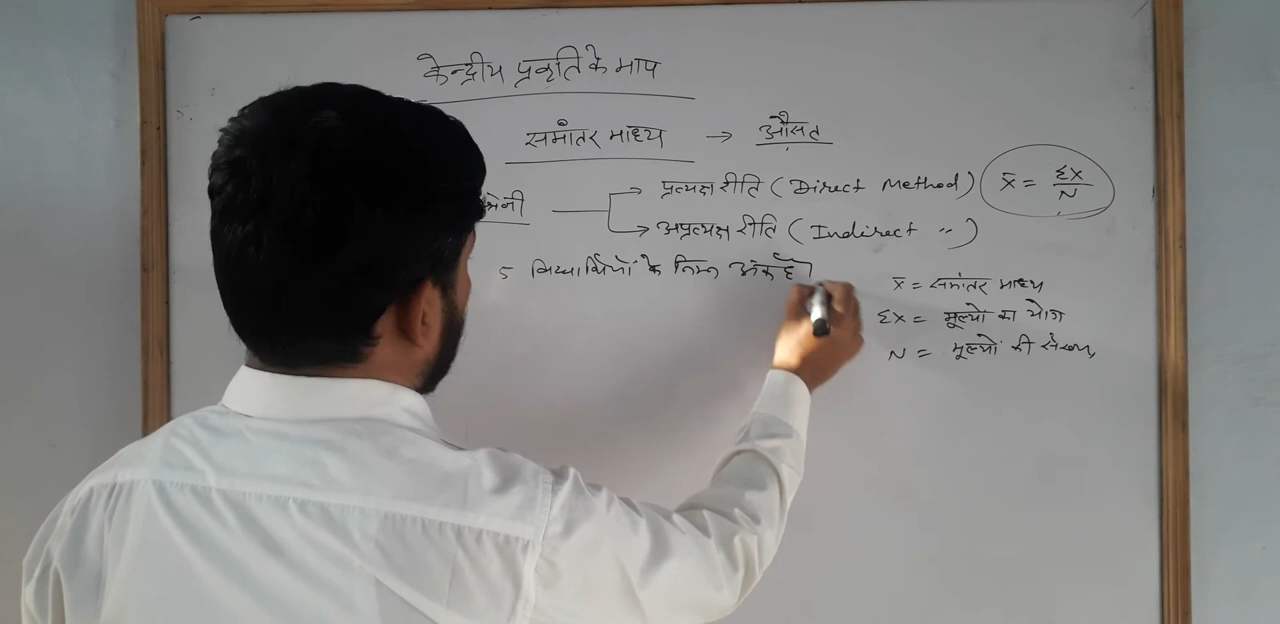 केन्द्रीय प्रवृति के माप
समांतर माध्य → औसत
श्रेणी
प्रत्यक्ष रीति (Direct Method) x̄ = ΣX/N
अप्रत्यक्ष रीति (Indirect ")
5 विद्यार्थियों के निम्न अंक है।
x̄ = समांतर माध्य
ΣX = मूल्यों का योग
N = मूल्यों की संख्या